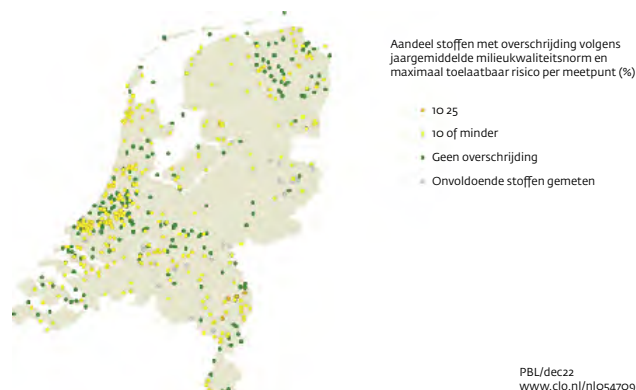 Aandeel stoffen met overschrijding volgens
jaargemiddelde milieukwaliteitsnorm en
maximaal toelaatbaar risico per meetpunt (%)
10 25
10 of minder
Geen overschrijding
Onvoldoende stoffen gemeten
PBL/dec22
www.clo.nl/nl054709